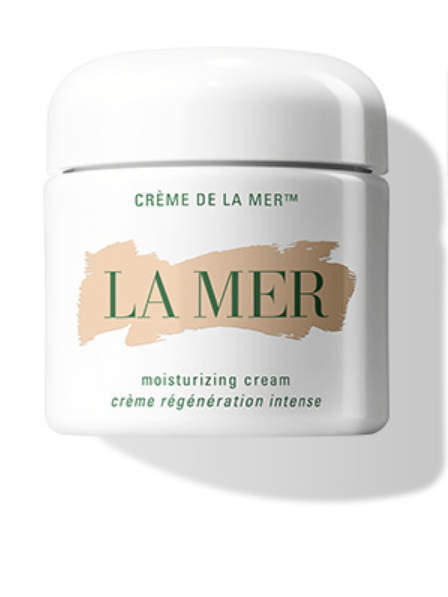 CRÈME DE LA MER™
LA MER
moisturizing cream
crème régénération intense